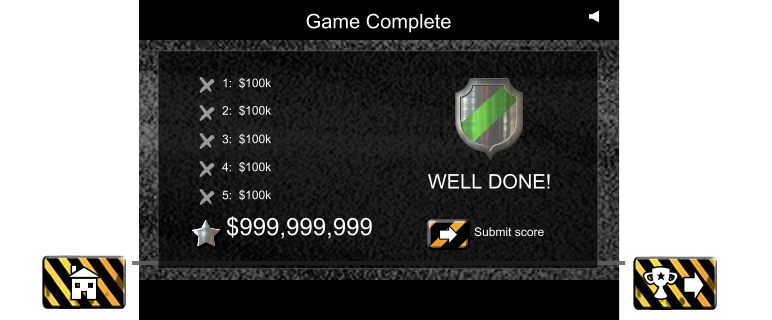 Game Complete
1: $100k
2: $100k
3: $100k
4: $100k
5: $100k
$999,999,999
WELL DONE!
Submit score